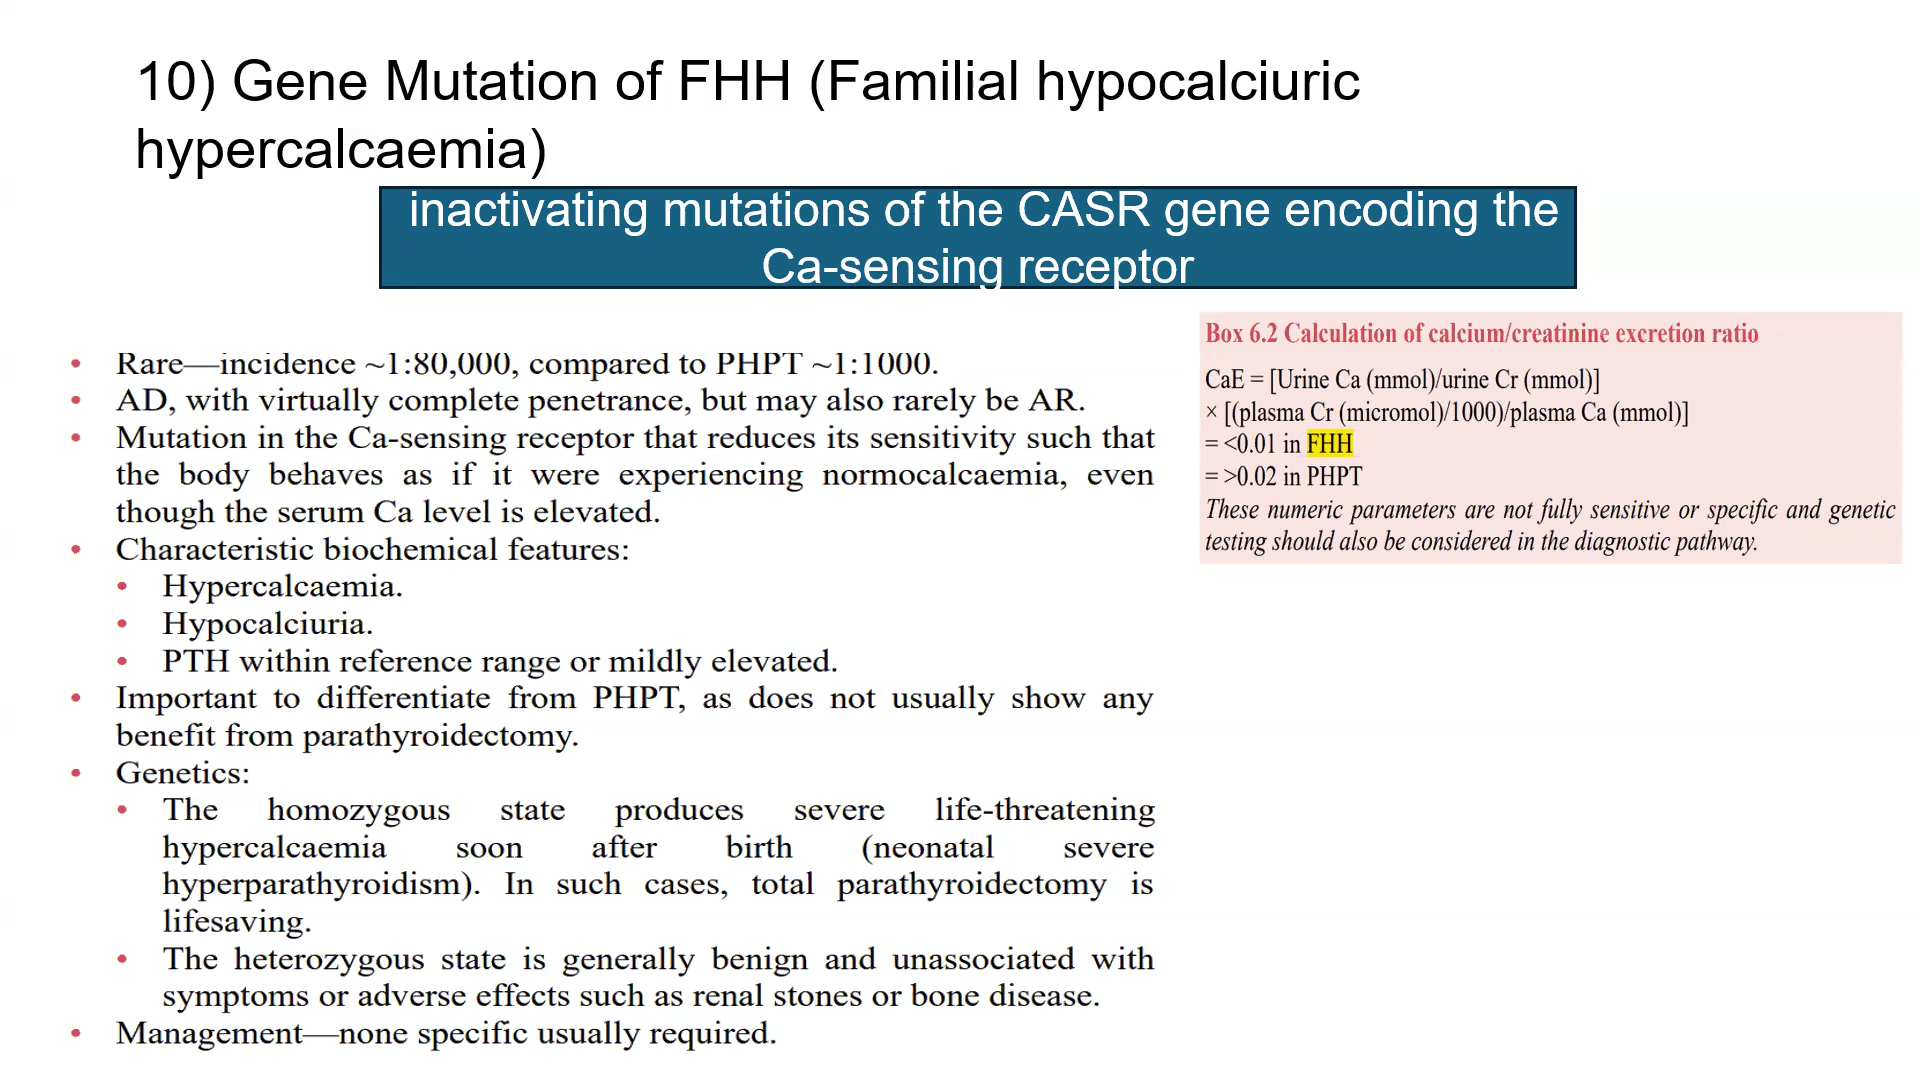 10) Gene Mutation of FHH (Familial hypocalciuric
hypercalcaemia)
inactivating mutations of the CASR gene encoding the
Ca-sensing receptor
• Rare—incidence ~1:80,000, compared to PHPT ~1:1000.
• AD, with virtually complete penetrance, but may also rarely be AR.
• Mutation in the Ca-sensing receptor that reduces its sensitivity such that
the body behaves as if it were experiencing normocalcaemia, even
though the serum Ca level is elevated.
• Characteristic biochemical features:
• Hypercalcaemia.
• Hypocalciuria.
• PTH within reference range or mildly elevated.
• Important to differentiate from PHPT, as does not usually show any
benefit from parathyroidectomy.
• Genetics:
• The homozygous state produces severe life-threatening
hypercalcaemia soon after birth (neonatal severe
hyperparathyroidism). In such cases, total parathyroidectomy is
lifesaving.
• The heterozygous state is generally benign and unassociated with
symptoms or adverse effects such as renal stones or bone disease.
• Management—none specific usually required.
Box 6.2 Calculation of calcium/creatinine excretion ratio
CaE = [Urine Ca (mmol)/urine Cr (mmol)]
× [(plasma Cr (micromol)/1000)/plasma Ca (mmol)]
= <0.01 in FHH
= >0.02 in PHPT
These numeric parameters are not fully sensitive or specific and genetic
testing should also be considered in the diagnostic pathway.